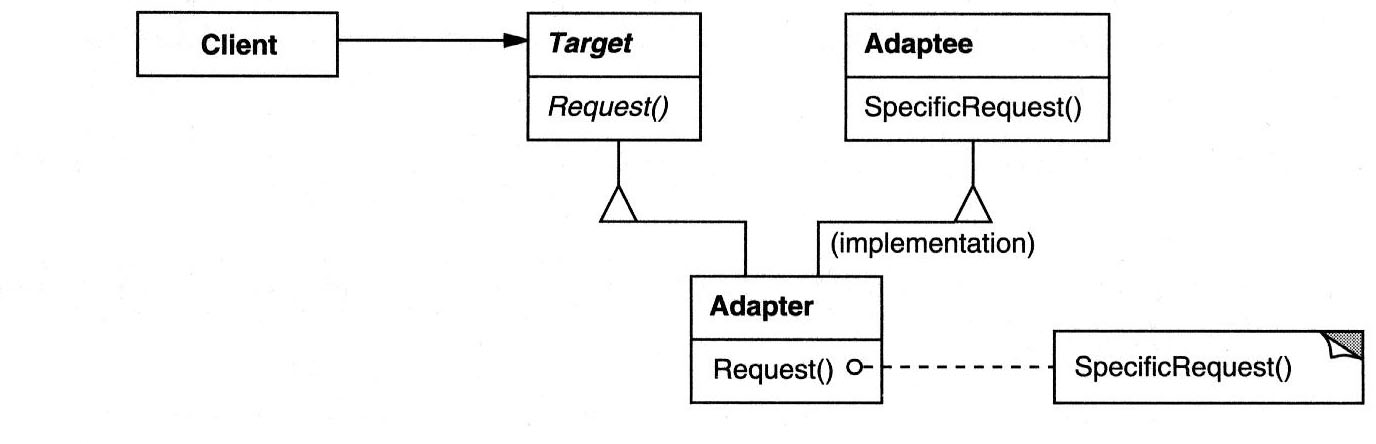 Client
Target
Request()
Adaptee
SpecificRequest()
(implementation)
Adapter
Request()
SpecificRequest()